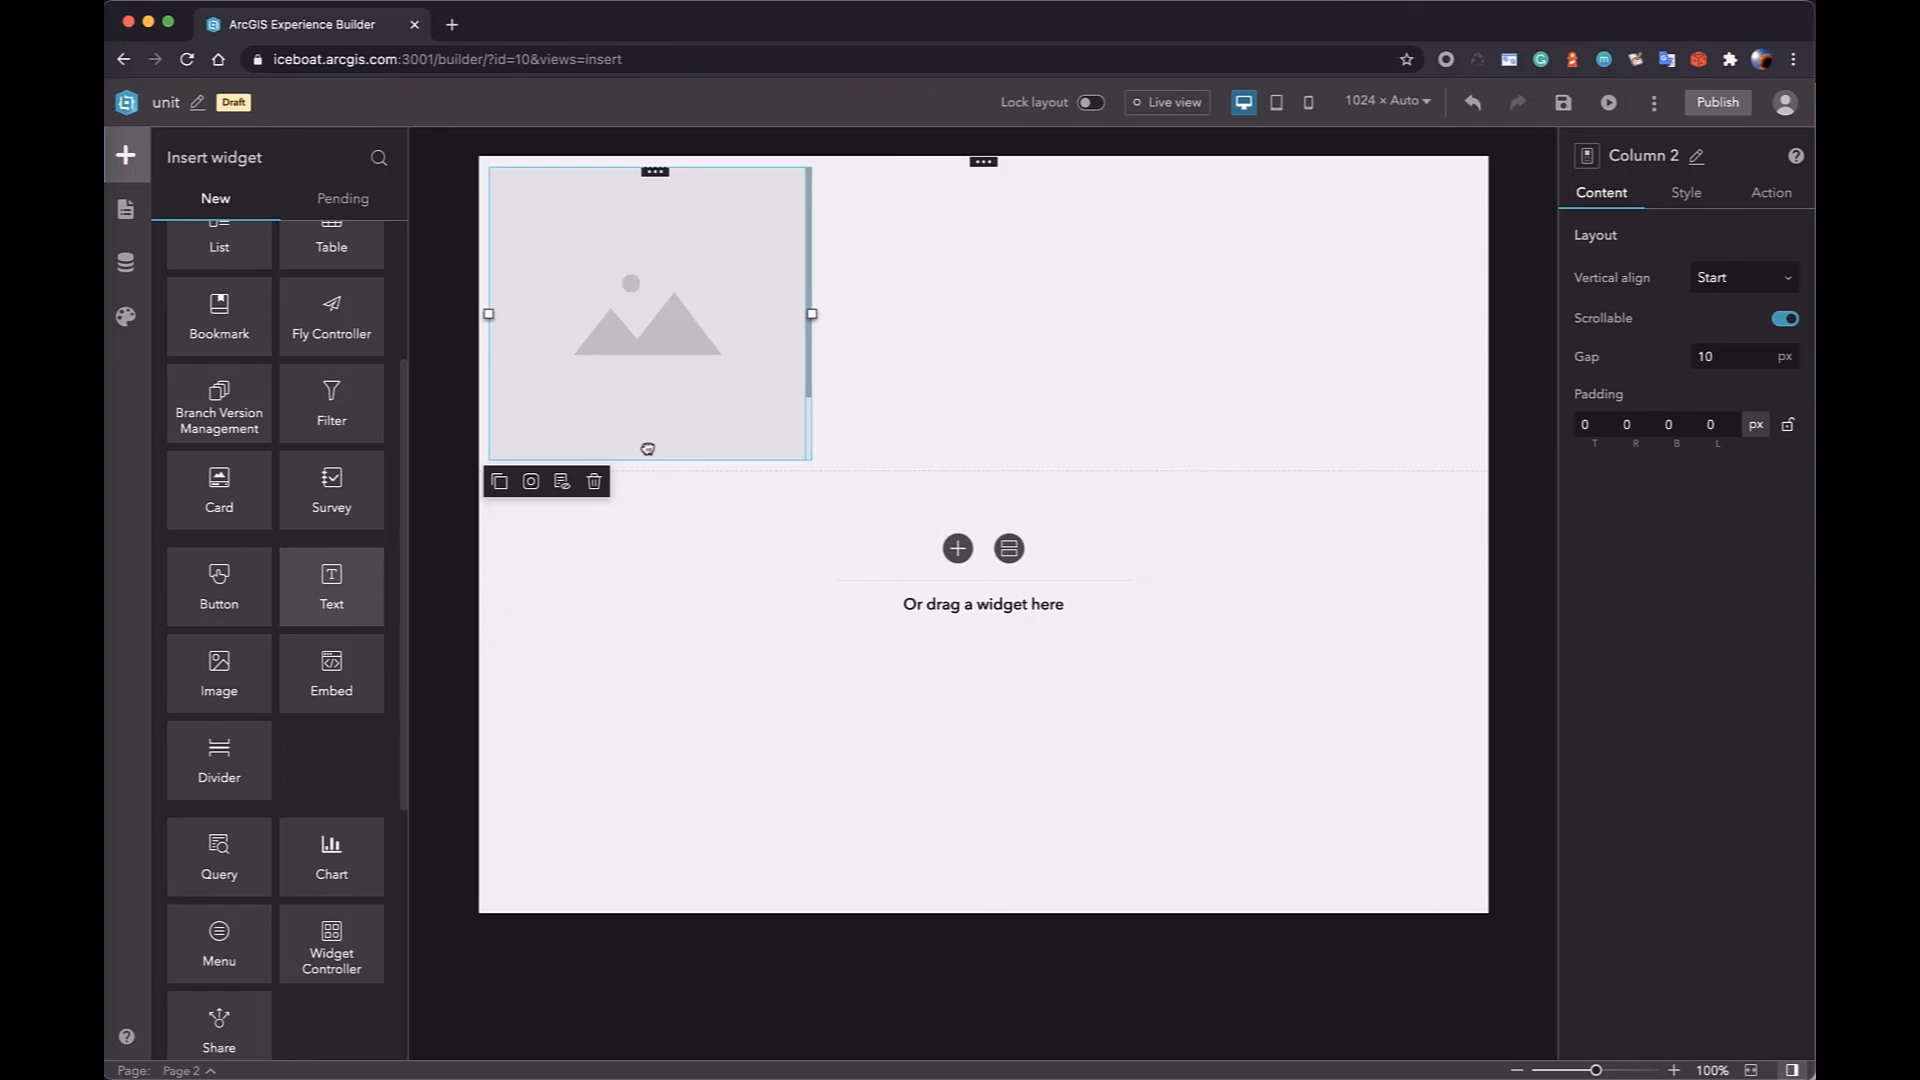 ArcGIS Experience Builder
iceboat.arcgis.com:3001/builder/?id=10&views=insert
unit
Draft
Lock layout
Live view
1024 × Auto
Publish
Insert widget
New
Pending
List
Table
Bookmark
Fly Controller
Branch Version
Management
Filter
Card
Survey
Button
Text
Image
Embed
Divider
Query
Chart
Menu
Widget
Controller
Share
Or drag a widget here
Column 2
Content
Style
Action
Layout
Vertical align
Start
Scrollable
Gap
10
px
Padding
0
0
0
0
px
T
R
B
L
Page:
Page 2
100%